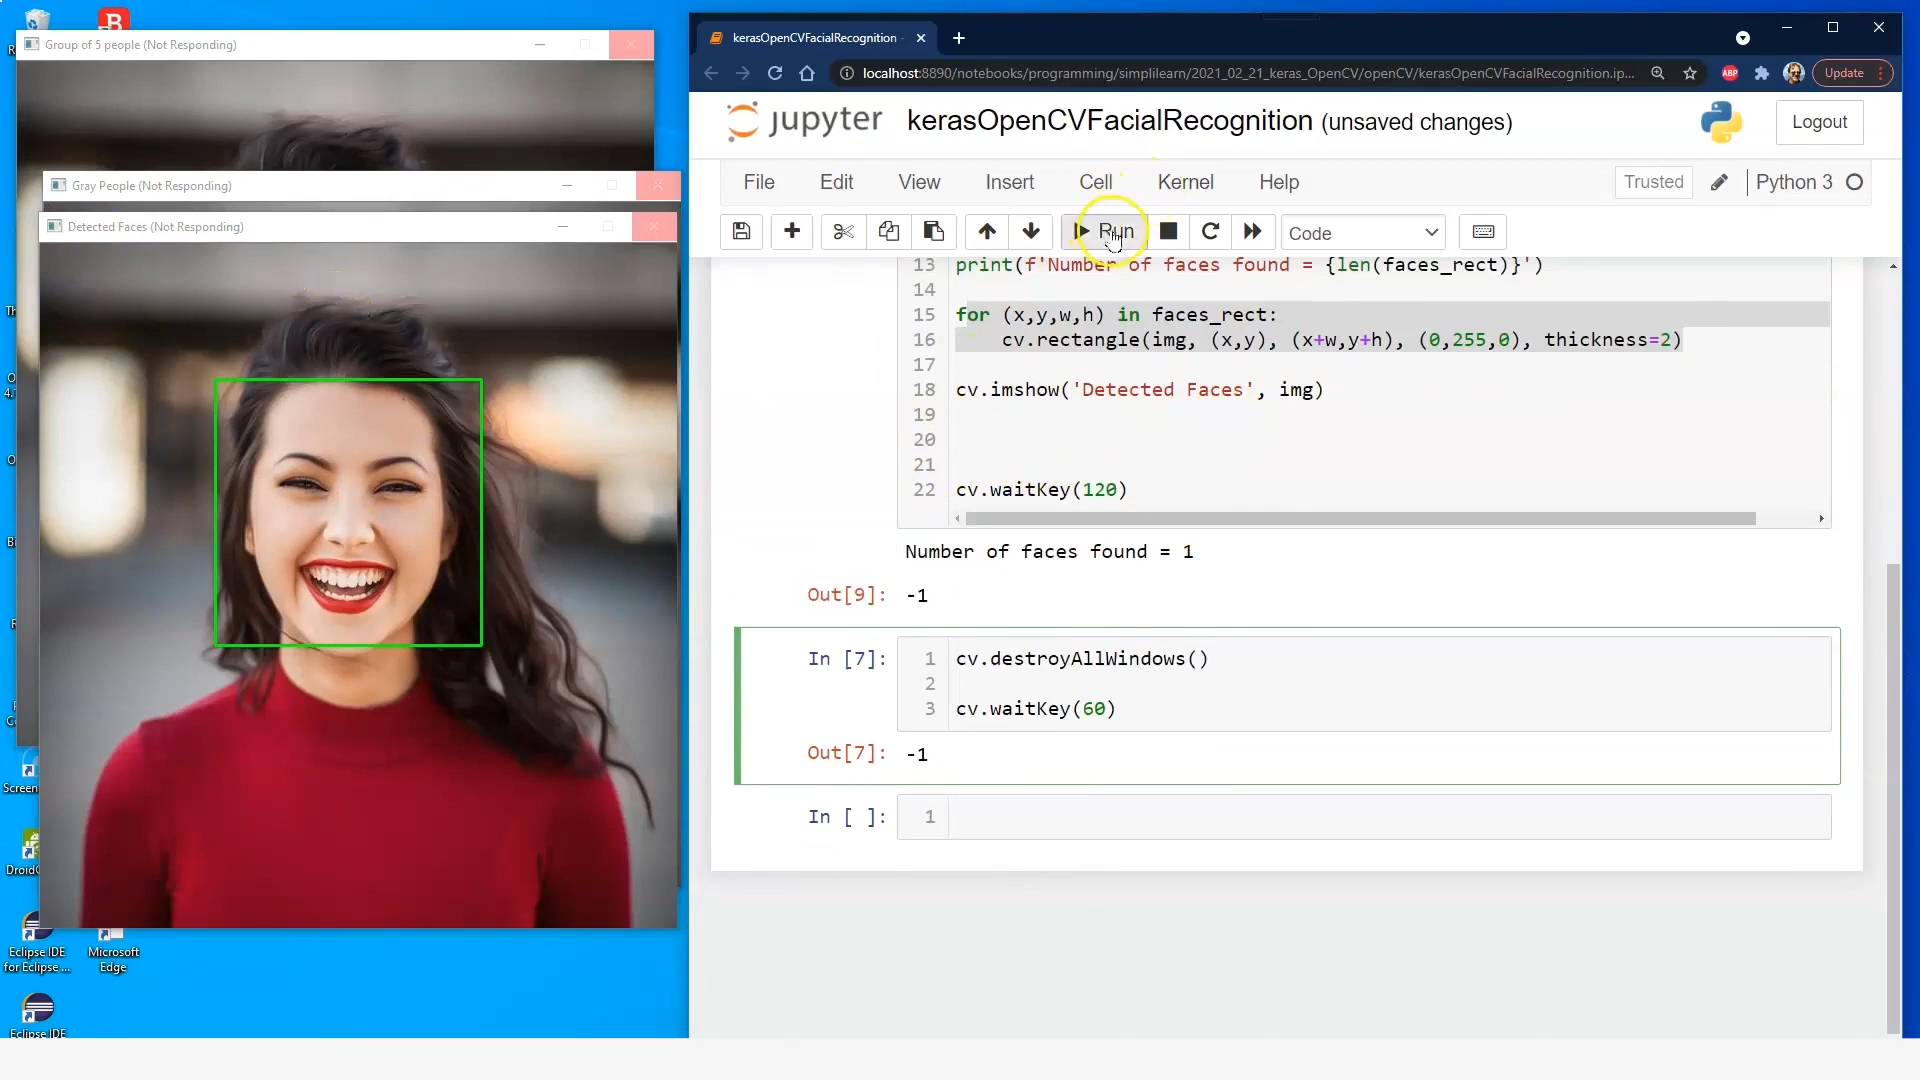 Group of 5 people (Not Responding)
Gray People (Not Responding)
Detected Faces (Not Responding)
Screen
Droid
Eclipse IDE
for Eclipse ...
Microsoft
Edge
Eclipse IDE
B
kerasOpenCVFacialRecognition -
localhost:8890/notebooks/programming/simplilearn/2021_02_21_keras_OpenCV/openCV/kerasOpenCVFacialRecognition.ip...
ABP
Update
jupyter kerasOpenCVFacialRecognition (unsaved changes)
Logout
File Edit View Insert Cell Kernel Help
Trusted
Python 3
Run
Code
13 print(f'Number of faces found = {len(faces_rect)}')
14
15 for (x,y,w,h) in faces_rect:
16 cv.rectangle(img, (x,y), (x+w,y+h), (0,255,0), thickness=2)
17
18 cv.imshow('Detected Faces', img)
19
20
21
22 cv.waitKey(120)
Number of faces found = 1
Out[9]: -1
In [7]: 1 cv.destroyAllWindows()
2
3 cv.waitKey(60)
Out[7]: -1
In [ ]: 1